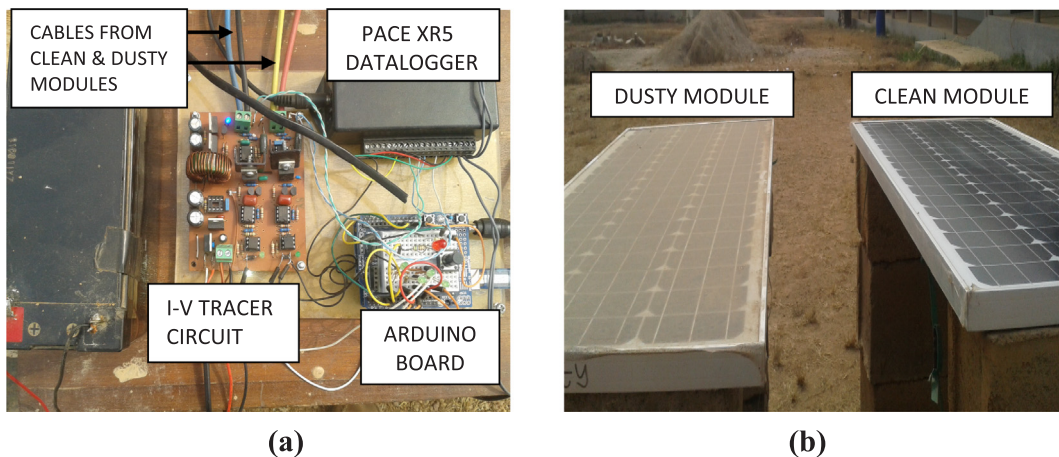 CABLES FROM
CLEAN & DUSTY
MODULES
PACE XR5
DATALOGGER
I-V TRACER
CIRCUIT
ARDUINO
BOARD
(a)
DUSTY MODULE
CLEAN MODULE
(b)